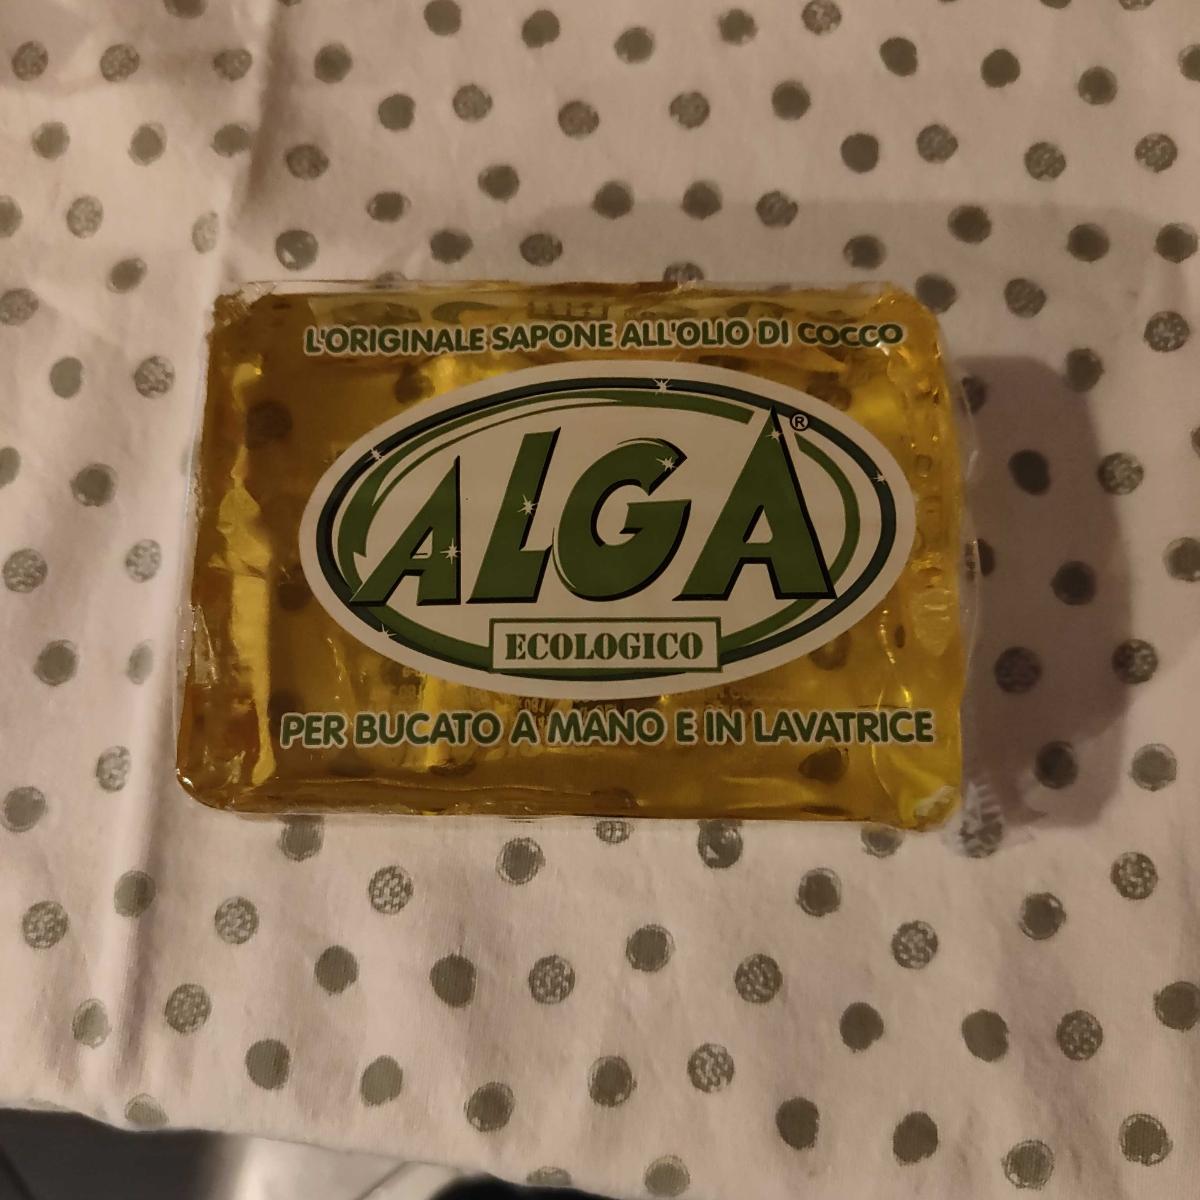 L'ORIGINALE SAPONE ALL'OLIO DI COCCO
ALGA®
ECOLOGICO
PER BUCATO A MANO E IN LAVATRICE